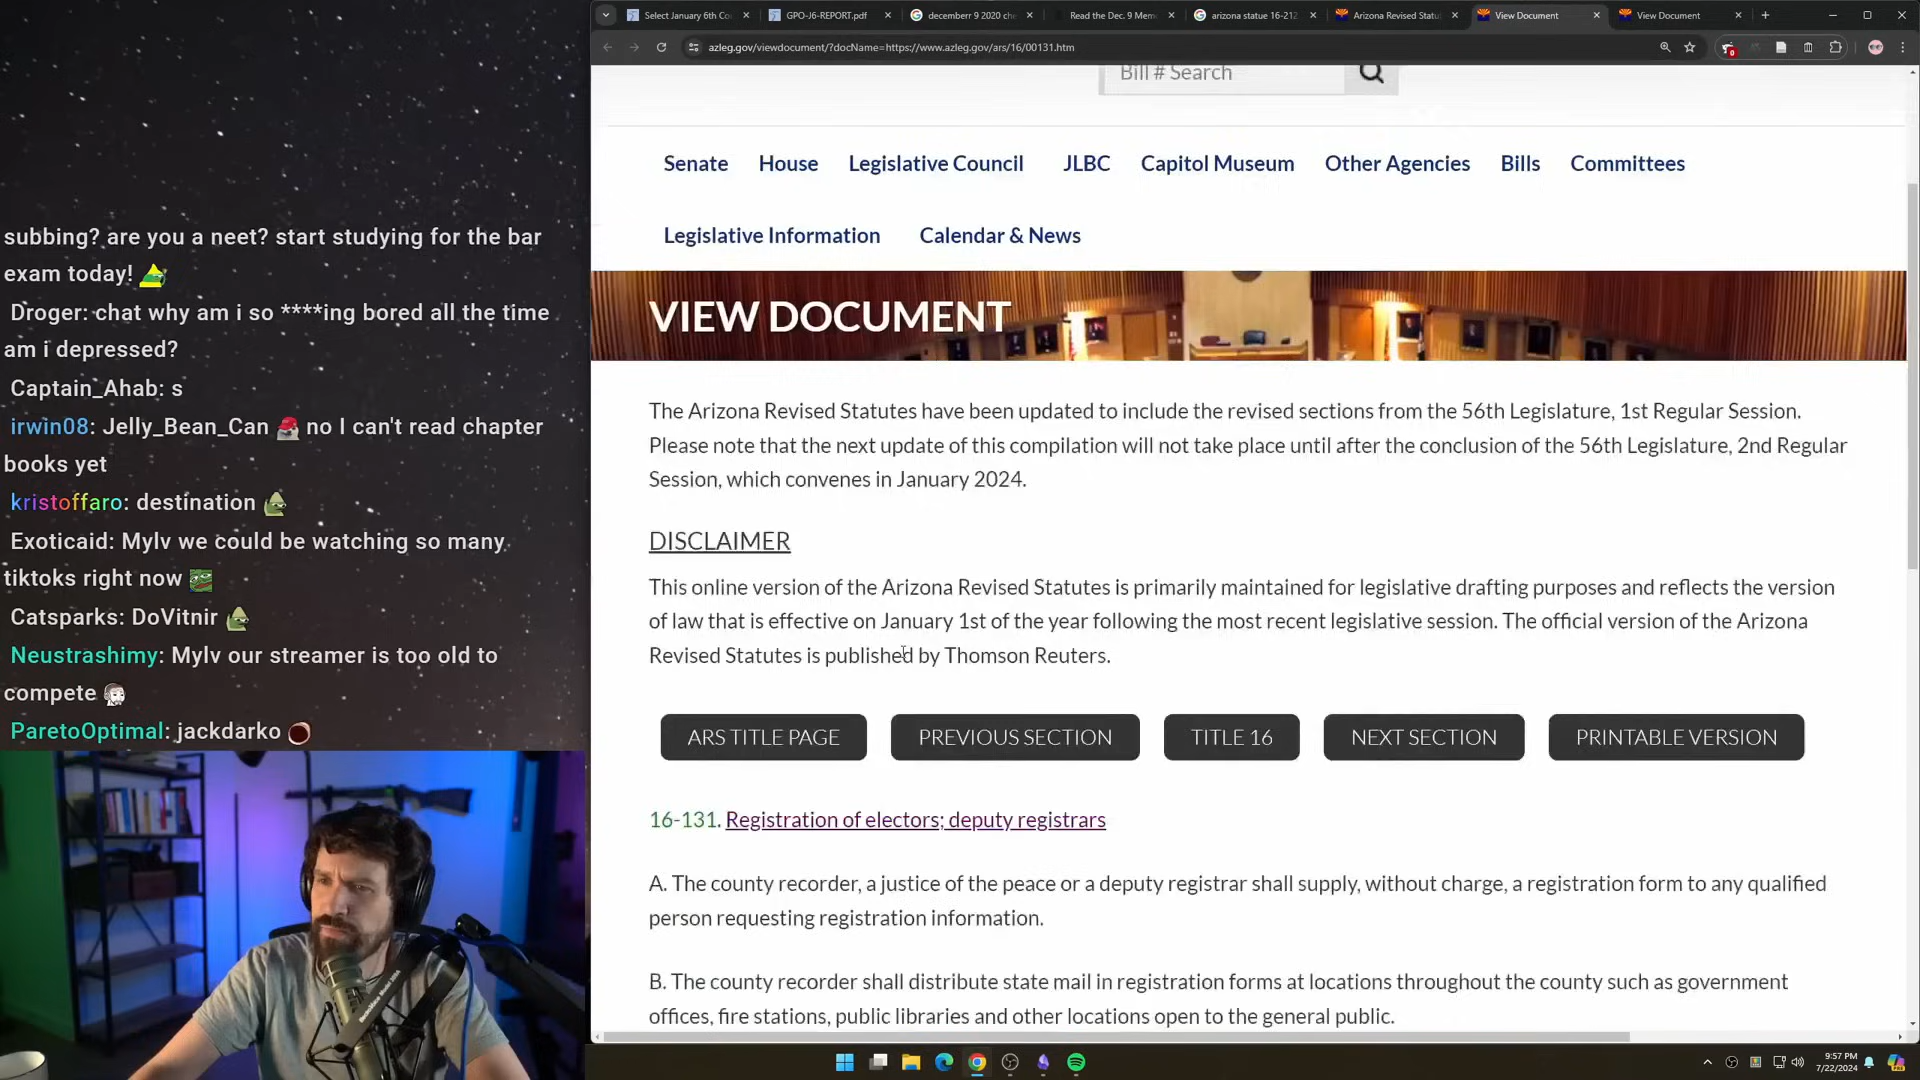 Select January 6th Co
GPO-J6-REPORT.pdf
decemberr 9 2020 che
Read the Dec. 9 Mem
arizona statue 16-212
Arizona Revised Statut
View Document
View Document
azleg.gov/viewdocument/?docName=https://www.azleg.gov/ars/16/00131.htm
Bill # Search
Senate House Legislative Council JLBC Capitol Museum Other Agencies Bills Committees
Legislative Information Calendar & News
VIEW DOCUMENT
The Arizona Revised Statutes have been updated to include the revised sections from the 56th Legislature, 1st Regular Session.
Please note that the next update of this compilation will not take place until after the conclusion of the 56th Legislature, 2nd Regular
Session, which convenes in January 2024.
DISCLAIMER
This online version of the Arizona Revised Statutes is primarily maintained for legislative drafting purposes and reflects the version
of law that is effective on January 1st of the year following the most recent legislative session. The official version of the Arizona
Revised Statutes is published by Thomson Reuters.
ARS TITLE PAGE PREVIOUS SECTION TITLE 16 NEXT SECTION PRINTABLE VERSION
16-131. Registration of electors; deputy registrars
A. The county recorder, a justice of the peace or a deputy registrar shall supply, without charge, a registration form to any qualified
person requesting registration information.
B. The county recorder shall distribute state mail in registration forms at locations throughout the county such as government
offices, fire stations, public libraries and other locations open to the general public.
subbing? are you a neet? start studying for the bar
exam today!
Droger: chat why am i so ****ing bored all the time
am i depressed?
Captain_Ahab: s
irwin08: Jelly_Bean_Can no I can't read chapter
books yet
kristoffaro: destination
Exoticaid: Mylv we could be watching so many
tiktoks right now
Catsparks: DoVitnir
Neustrashimy: Mylv our streamer is too old to
compete
ParetoOptimal: jackdarko
9:57 PM
7/22/2024